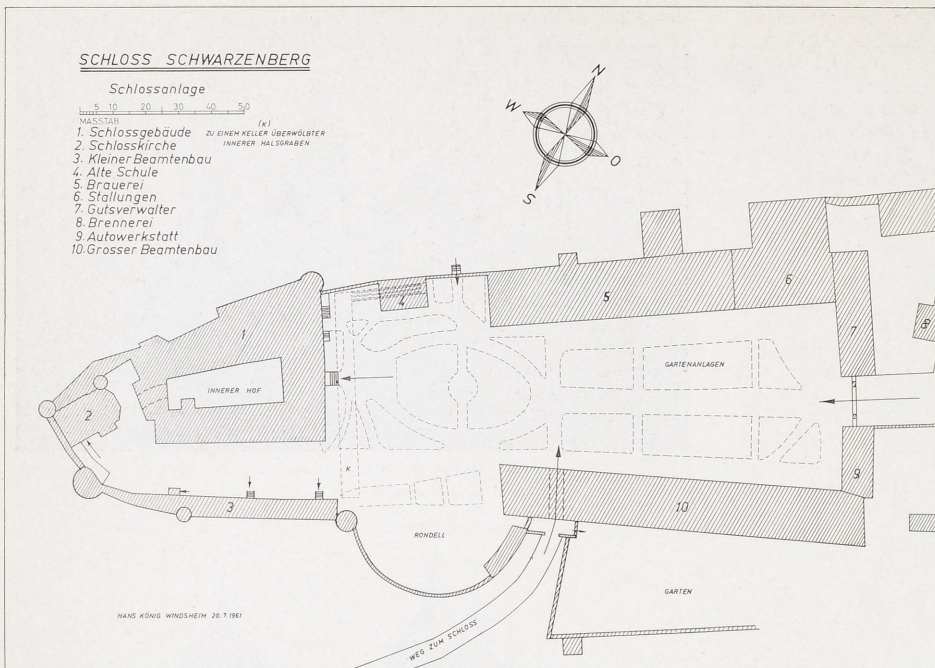 SCHLOSS SCHWARZENBERG
Schlossanlage
5 10 20 30 40 50
MASSTAB
(K)
ZU EINEM KELLER ÜBERWÖLBTER
INNERER HALSGRABEN
1. Schlossgebäude
2. Schlosskirche
3. Kleiner Beamtenbau
4. Alte Schule
5. Brauerei
6. Stallungen
7. Gutsverwalter
8. Brennerei
9. Autowerkstatt
10. Grosser Beamtenbau
N
W
O
S
1
2
3
4
5
6
7
8
9
10
INNERER HOF
GARTENANLAGEN
K
RONDELL
GARTEN
WEG ZUM SCHLOSS
HANS KÖNIG WINDSHEIM 20.7.1961